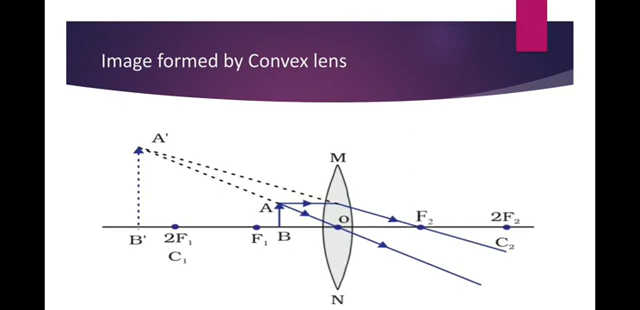 Image formed by Convex lens
A'
M
A
O
F₂
2F₂
B'
2F₁
F₁
B
C₂
C₁
N